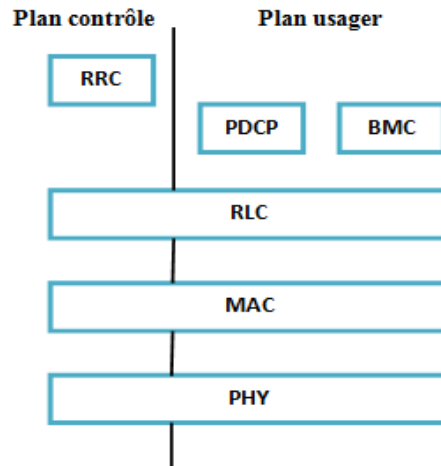 Plan contrôle Plan usager
RRC
PDCP BMC
RLC
MAC
PHY